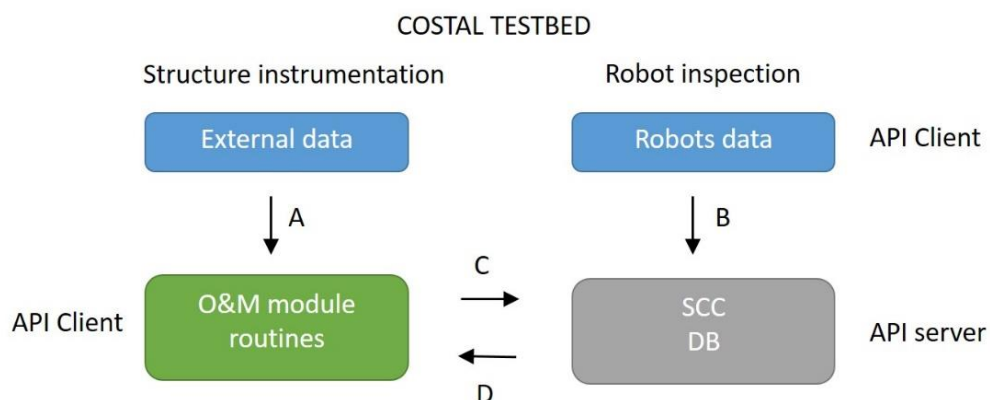 COSTAL TESTBED
Structure instrumentation
Robot inspection
External data
Robots data
API Client
A
B
C
API Client
O&M module
routines
SCC
DB
API server
D